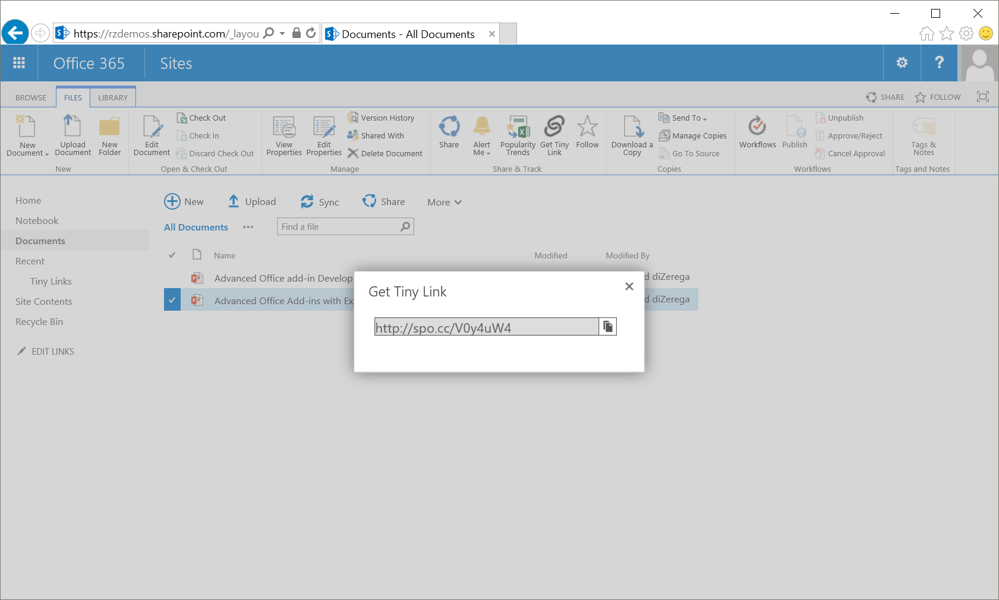 https://rzdemos.sharepoint.com/_layou
Documents - All Documents
Office 365
Sites
?
BROWSE
FILES
LIBRARY
SHARE
FOLLOW
New Document
Upload Document
New Folder
New
Edit Document
Check Out
Check In
Discard Check Out
Open & Check Out
View Properties
Edit Properties
Version History
Shared With
Delete Document
Manage
Share
Alert Me
Popularity Trends
Get Tiny Link
Follow
Share & Track
Download a Copy
Send To
Manage Copies
Go To Source
Copies
Workflows
Publish
Unpublish
Approve/Reject
Cancel Approval
Workflows
Tags & Notes
Tags and Notes
Home
Notebook
Documents
Recent
Tiny Links
Site Contents
Recycle Bin
EDIT LINKS
New
Upload
Sync
Share
More
All Documents
Find a file
Name
Modified
Modified By
Advanced Office add-in Develop
d diZerega
Advanced Office Add-ins with Ex
d diZerega
Get Tiny Link
http://spo.cc/V0y4uW4